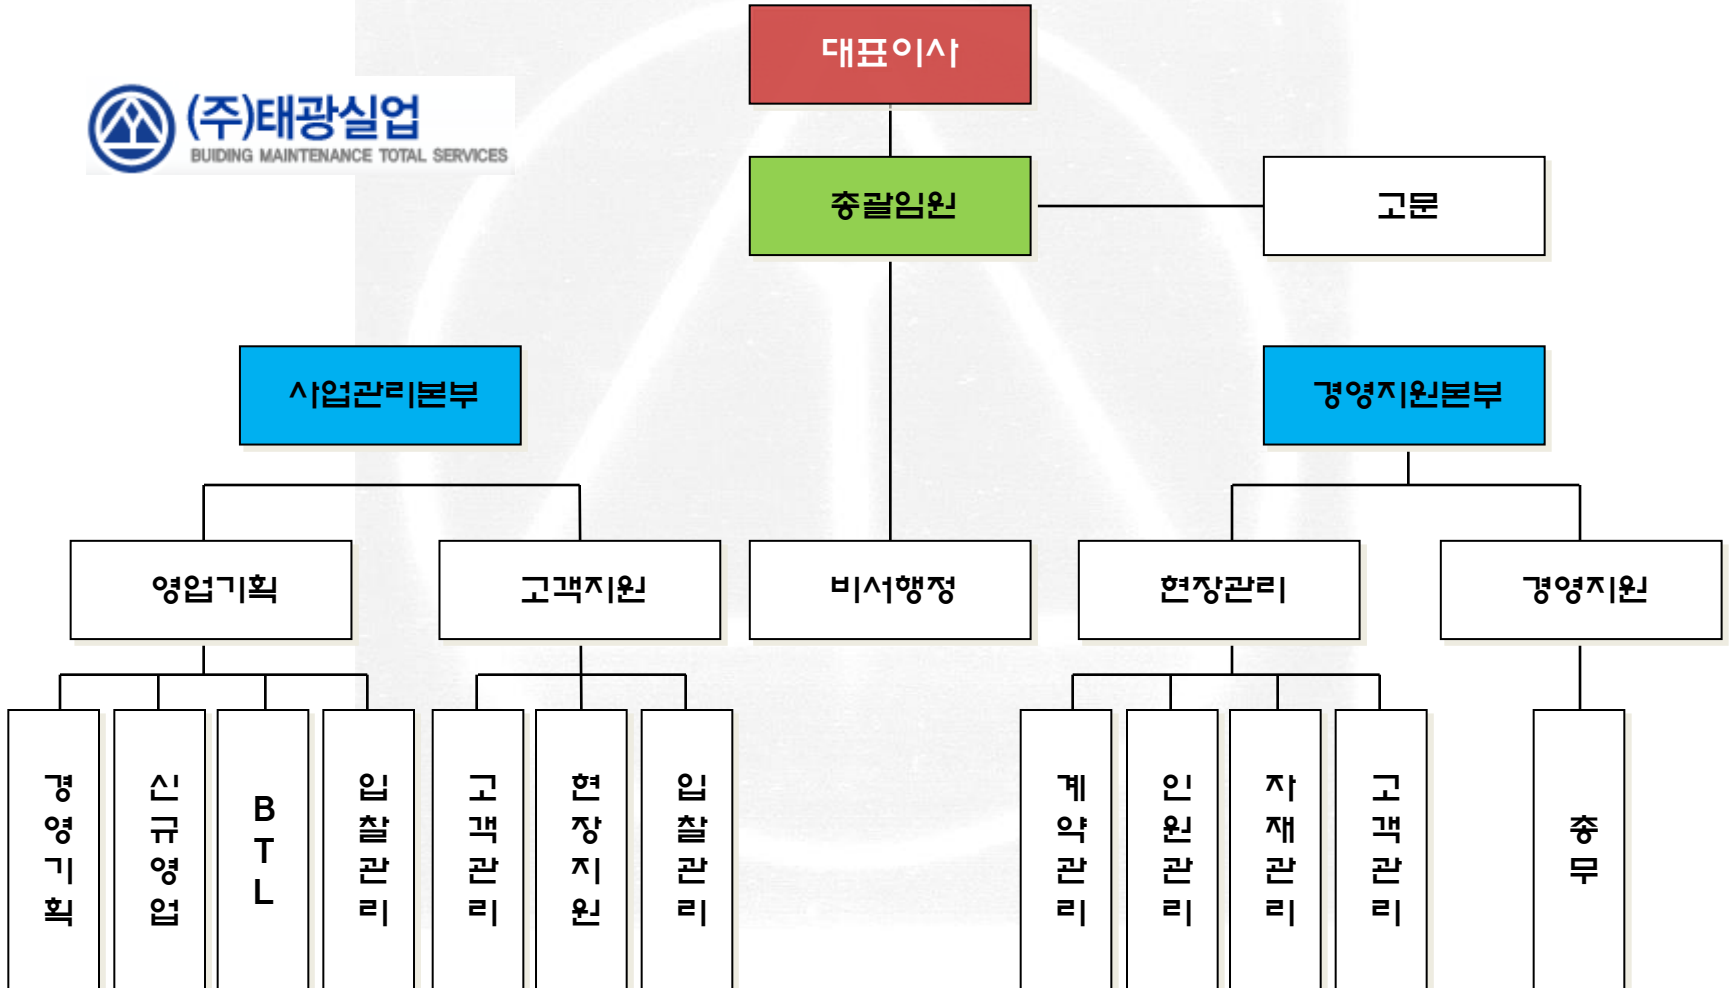 대표이사
(주)태광실업
BUIDING MAINTENANCE TOTAL SERVICES
총괄임원
고문
사업관리본부
경영지원본부
영업기획
고객지원
비서행정
현장관리
경영지원
경영기획
신규영업
BTL
입찰관리
고객관리
현장지원
입찰관리
계약관리
인원관리
자재관리
고객관리
총무